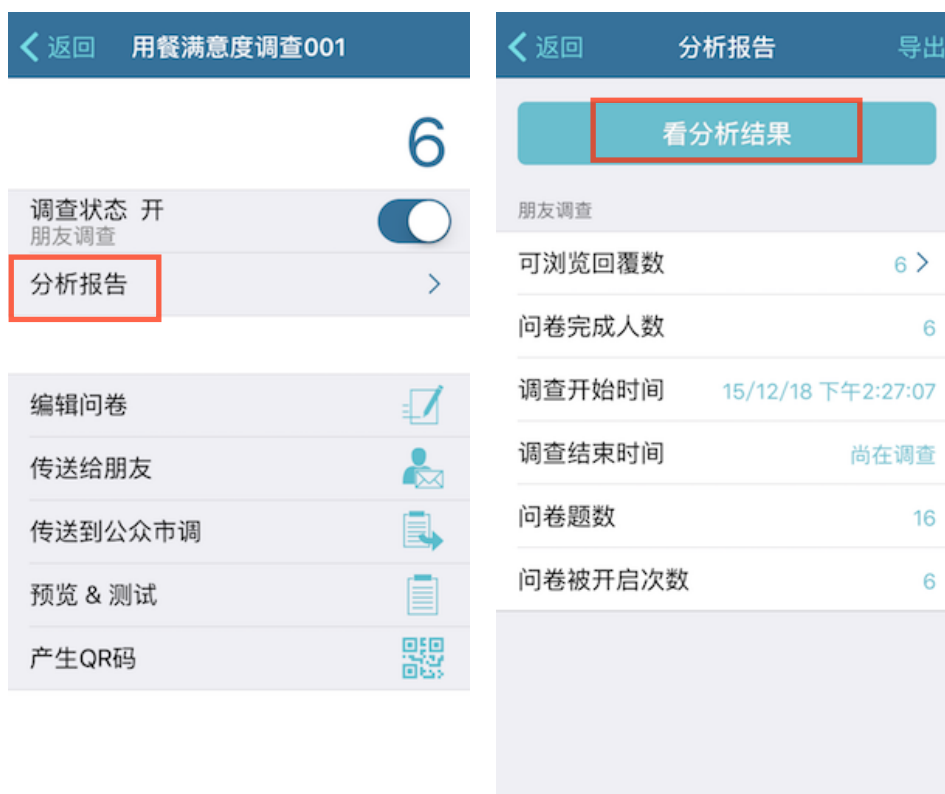 返回 用餐满意度调查001
6
调查状态 开
朋友调查
分析报告
编辑问卷
传送给朋友
传送到公众市调
预览 & 测试
产生QR码
返回 分析报告 导出
看分析结果
朋友调查
可浏览回覆数 6
问卷完成人数 6
调查开始时间 15/12/18 下午2:27:07
调查结束时间 尚在调查
问卷题数 16
问卷被开启次数 6